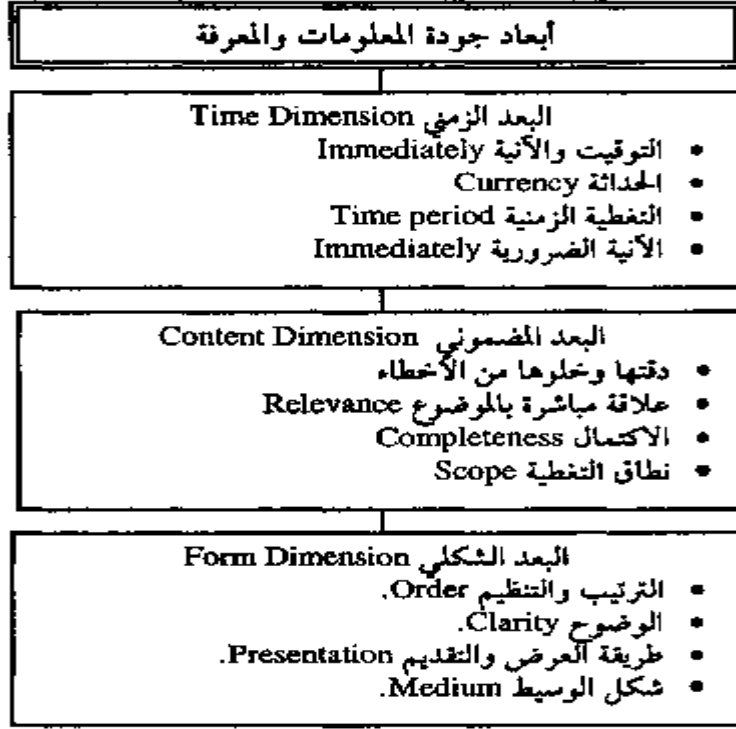 أبعاد جودة المعلومات والمعرفة
البعد الزمني Time Dimension
• التوقيت والآنية Immediately
• الحداثة Currency
• التغطية الزمنية Time period
• الآنية الضرورية Immediately
البعد المضموني Content Dimension
• دقتها وخلوها من الأخطاء
• علاقة مباشرة بالموضوع Relevance
• الاكتمال Completeness
• نطاق التغطية Scope
البعد الشكلي Form Dimension
• الترتيب والتنظيم Order.
• الوضوح Clarity.
• طريقة العرض والتقديم Presentation.
• شكل الوسيط Medium.